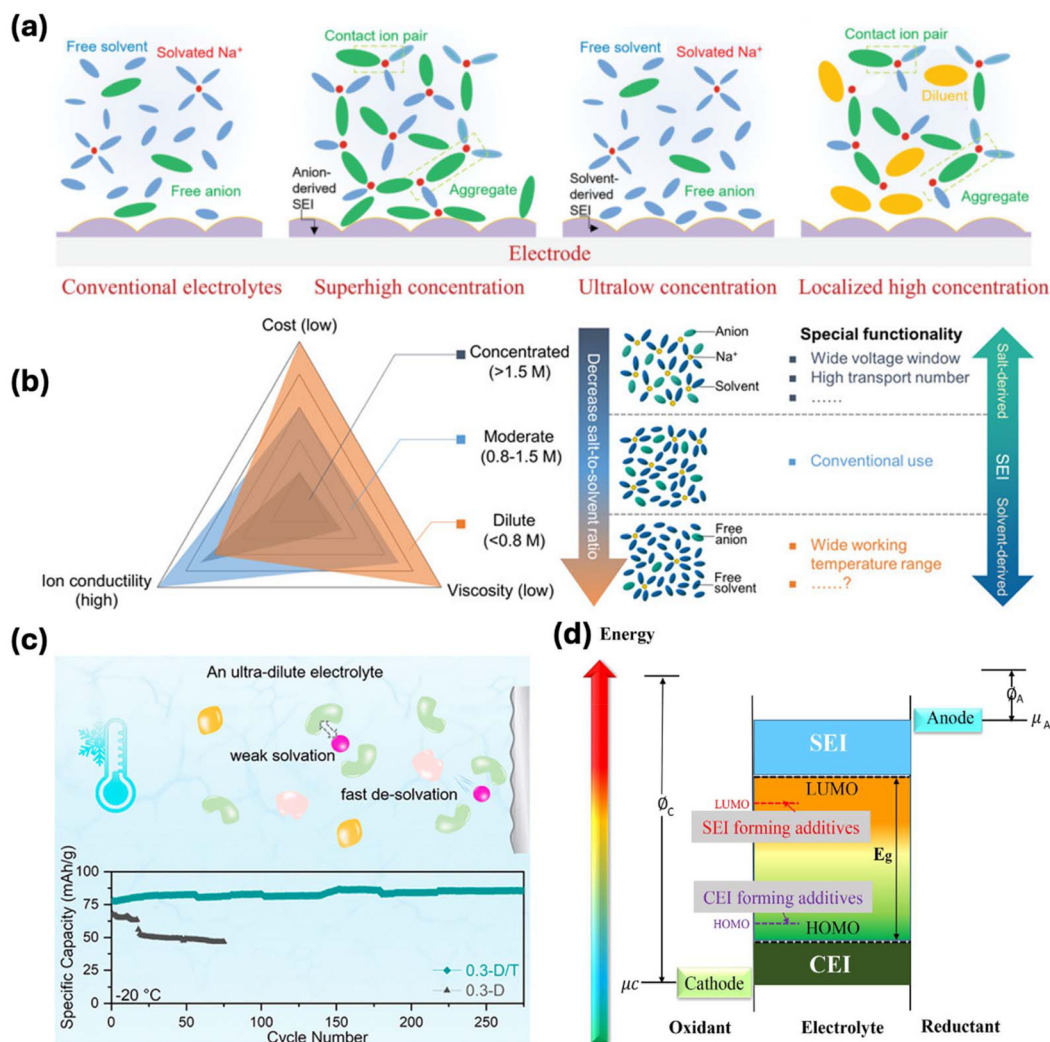 (a)
Free solvent
Solvated Na⁺
Free anion
Contact ion pair
Anion-
derived
SEI
Aggregate
Free solvent
Solvated Na⁺
Solvent-
derived
SEI
Free anion
Contact ion pair
Diluent
Aggregate
Electrode
Conventional electrolytes
Superhigh concentration
Ultralow concentration
Localized high concentration
(b)
Cost (low)
Ion conductility
(high)
Viscosity (low)
Concentrated
(>1.5 M)
Moderate
(0.8-1.5 M)
Dilute
(<0.8 M)
Decrease salt-to-solvent ratio
Anion
Na⁺
Solvent
Free
anion
Free
solvent
Special functionality
Wide voltage window
High transport number
......
Conventional use
Wide working
temperature range
......?
Salt-derived
SEI
Solvent-derived
(c)
An ultra-dilute electrolyte
weak solvation
fast de-solvation
Specific Capacity (mAh/g)
100
75
50
25
0
-20 °C
0.3-D/T
0.3-D
0
50
100
150
200
250
Cycle Number
(d)
Energy
Ø_C
μc
Cathode
Oxidant
SEI
LUMO
LUMO
SEI forming additives
E_g
CEI forming additives
HOMO
HOMO
CEI
Electrolyte
Ø_A
Anode
μ_A
Reductant